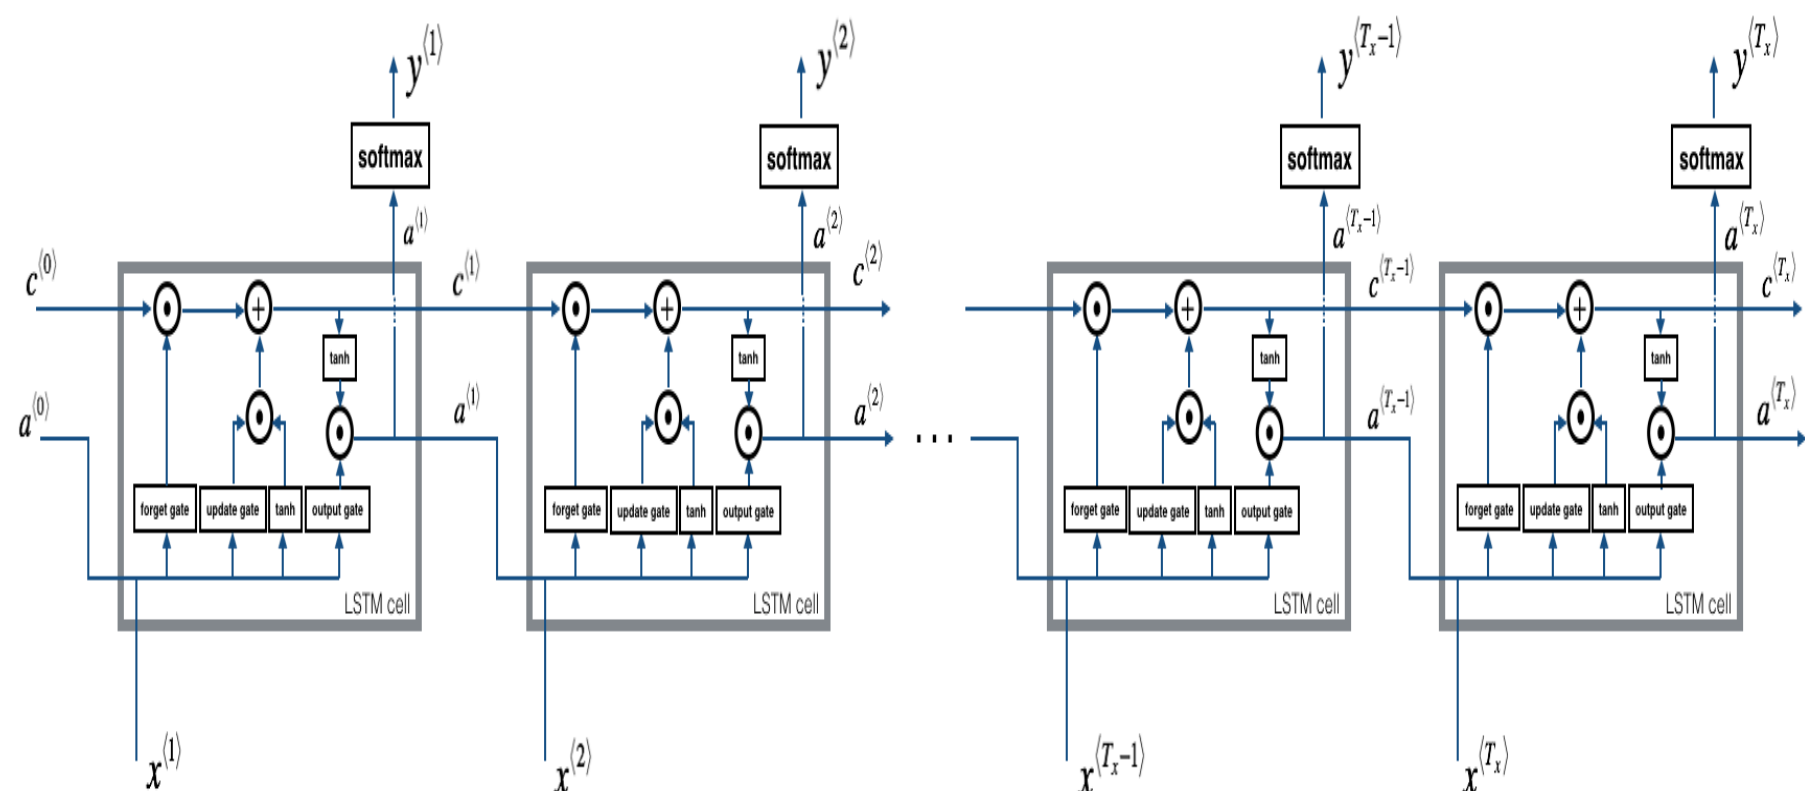 y⟨1⟩ y⟨2⟩ y⟨Tx−1⟩ y⟨Tx⟩
softmax softmax softmax softmax
a⟨1⟩ a⟨2⟩ a⟨Tx−1⟩ a⟨Tx⟩
c⟨0⟩ c⟨1⟩ c⟨2⟩ c⟨Tx−1⟩ c⟨Tx⟩
+ + + +
tanh tanh tanh tanh
a⟨0⟩ a⟨1⟩ a⟨2⟩ ... a⟨Tx−1⟩ a⟨Tx⟩
forget gate update gate tanh output gate forget gate update gate tanh output gate forget gate update gate tanh output gate forget gate update gate tanh output gate
LSTM cell LSTM cell LSTM cell LSTM cell
x⟨1⟩ x⟨2⟩ x⟨Tx−1⟩ x⟨Tx⟩